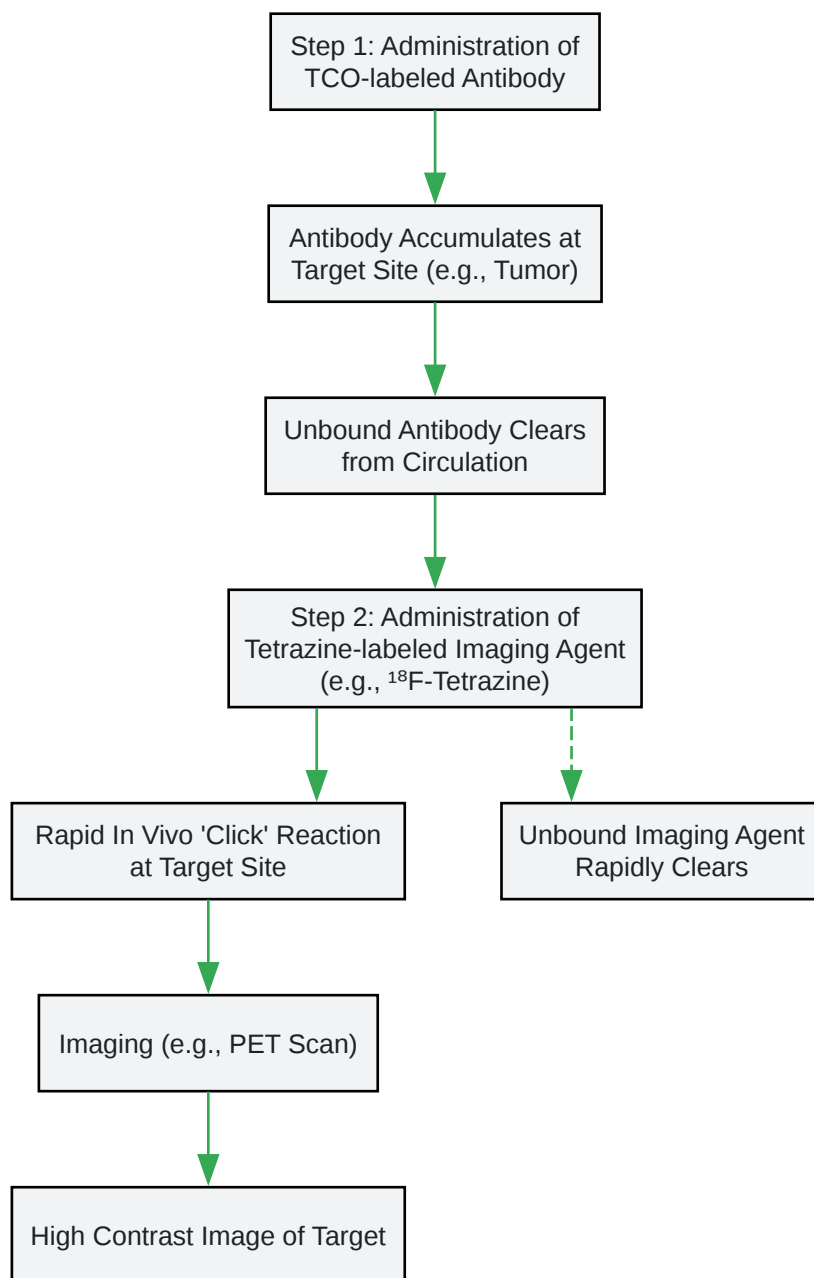 Step 1: Administration of
TCO-labeled Antibody
Antibody Accumulates at
Target Site (e.g., Tumor)
Unbound Antibody Clears
from Circulation
Step 2: Administration of
Tetrazine-labeled Imaging Agent
(e.g., ¹⁸F-Tetrazine)
Rapid In Vivo 'Click' Reaction
at Target Site
Unbound Imaging Agent
Rapidly Clears
Imaging (e.g., PET Scan)
High Contrast Image of Target